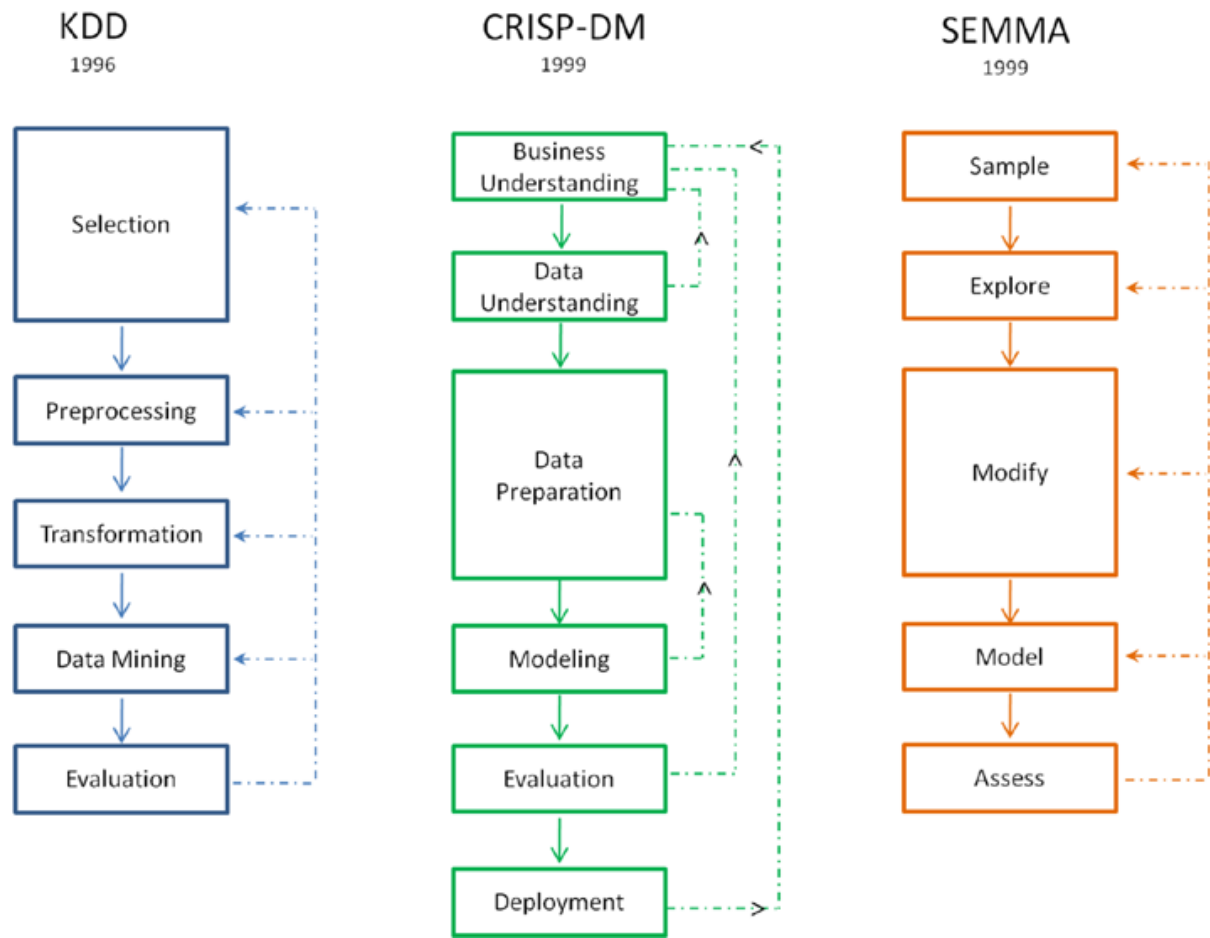 KDD
1996
Selection
Preprocessing
Transformation
Data Mining
Evaluation
CRISP-DM
1999
Business
Understanding
Data
Understanding
Data
Preparation
Modeling
Evaluation
Deployment
SEMMA
1999
Sample
Explore
Modify
Model
Assess